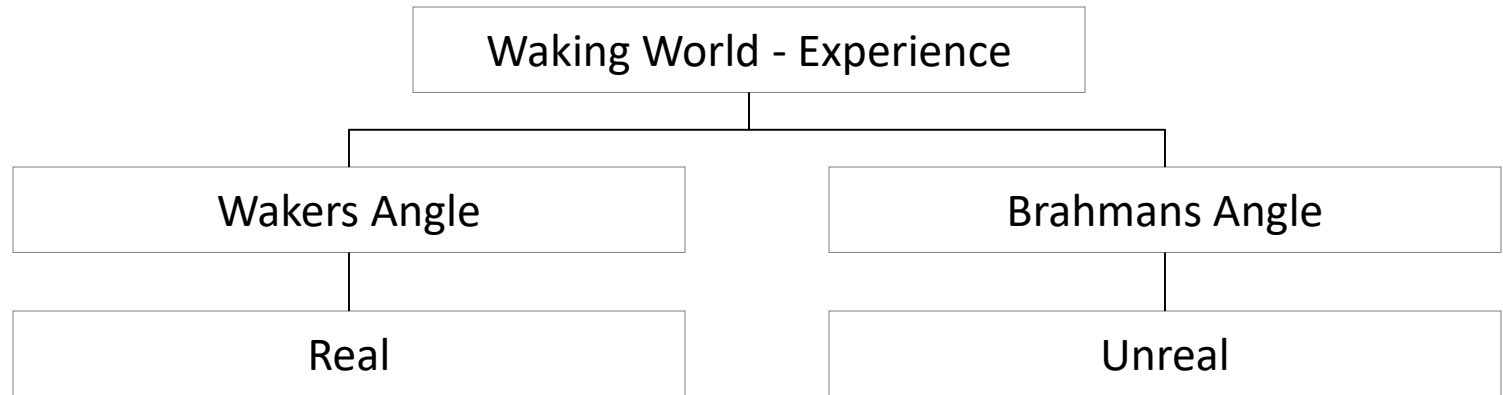 Waking World - Experience
Wakers Angle
Brahmans Angle
Real
Unreal